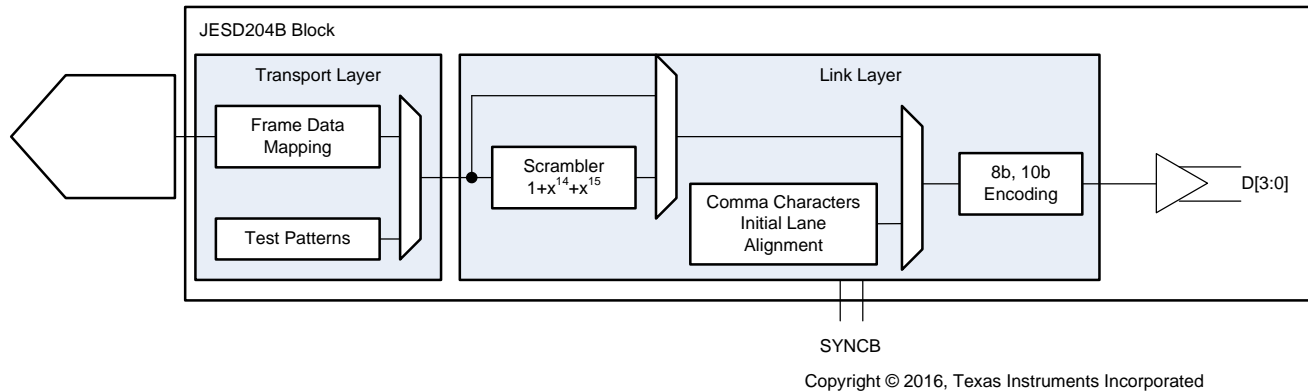 JESD204B Block
Transport Layer
Frame Data
Mapping
Test Patterns
Link Layer
Scrambler
1+x¹⁴+x¹⁵
Comma Characters
Initial Lane
Alignment
8b, 10b
Encoding
D[3:0]
SYNCB
Copyright © 2016, Texas Instruments Incorporated